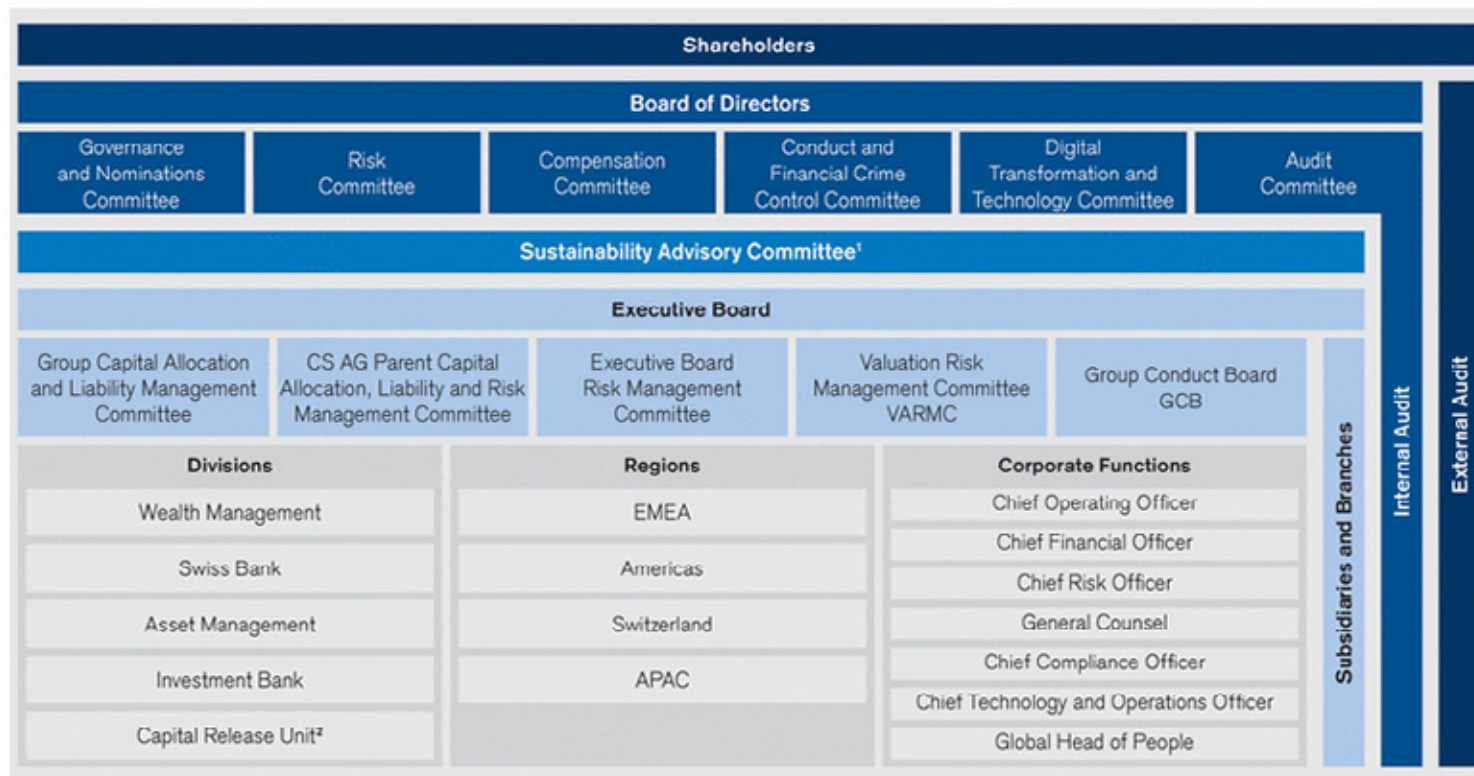 Shareholders
Board of Directors
Governance
and Nominations
Committee
Risk
Committee
Compensation
Committee
Conduct and
Financial Crime
Control Committee
Digital
Transformation and
Technology Committee
Audit
Committee
Sustainability Advisory Committee¹
Executive Board
Group Capital Allocation
and Liability Management
Committee
CS AG Parent Capital
Allocation, Liability and Risk
Management Committee
Executive Board
Risk Management
Committee
Valuation Risk
Management Committee
VARMC
Group Conduct Board
GCB
Divisions
Wealth Management
Swiss Bank
Asset Management
Investment Bank
Capital Release Unit²
Regions
EMEA
Americas
Switzerland
APAC
Corporate Functions
Chief Operating Officer
Chief Financial Officer
Chief Risk Officer
General Counsel
Chief Compliance Officer
Chief Technology and Operations Officer
Global Head of People
Subsidiaries and Branches
Internal Audit
External Audit